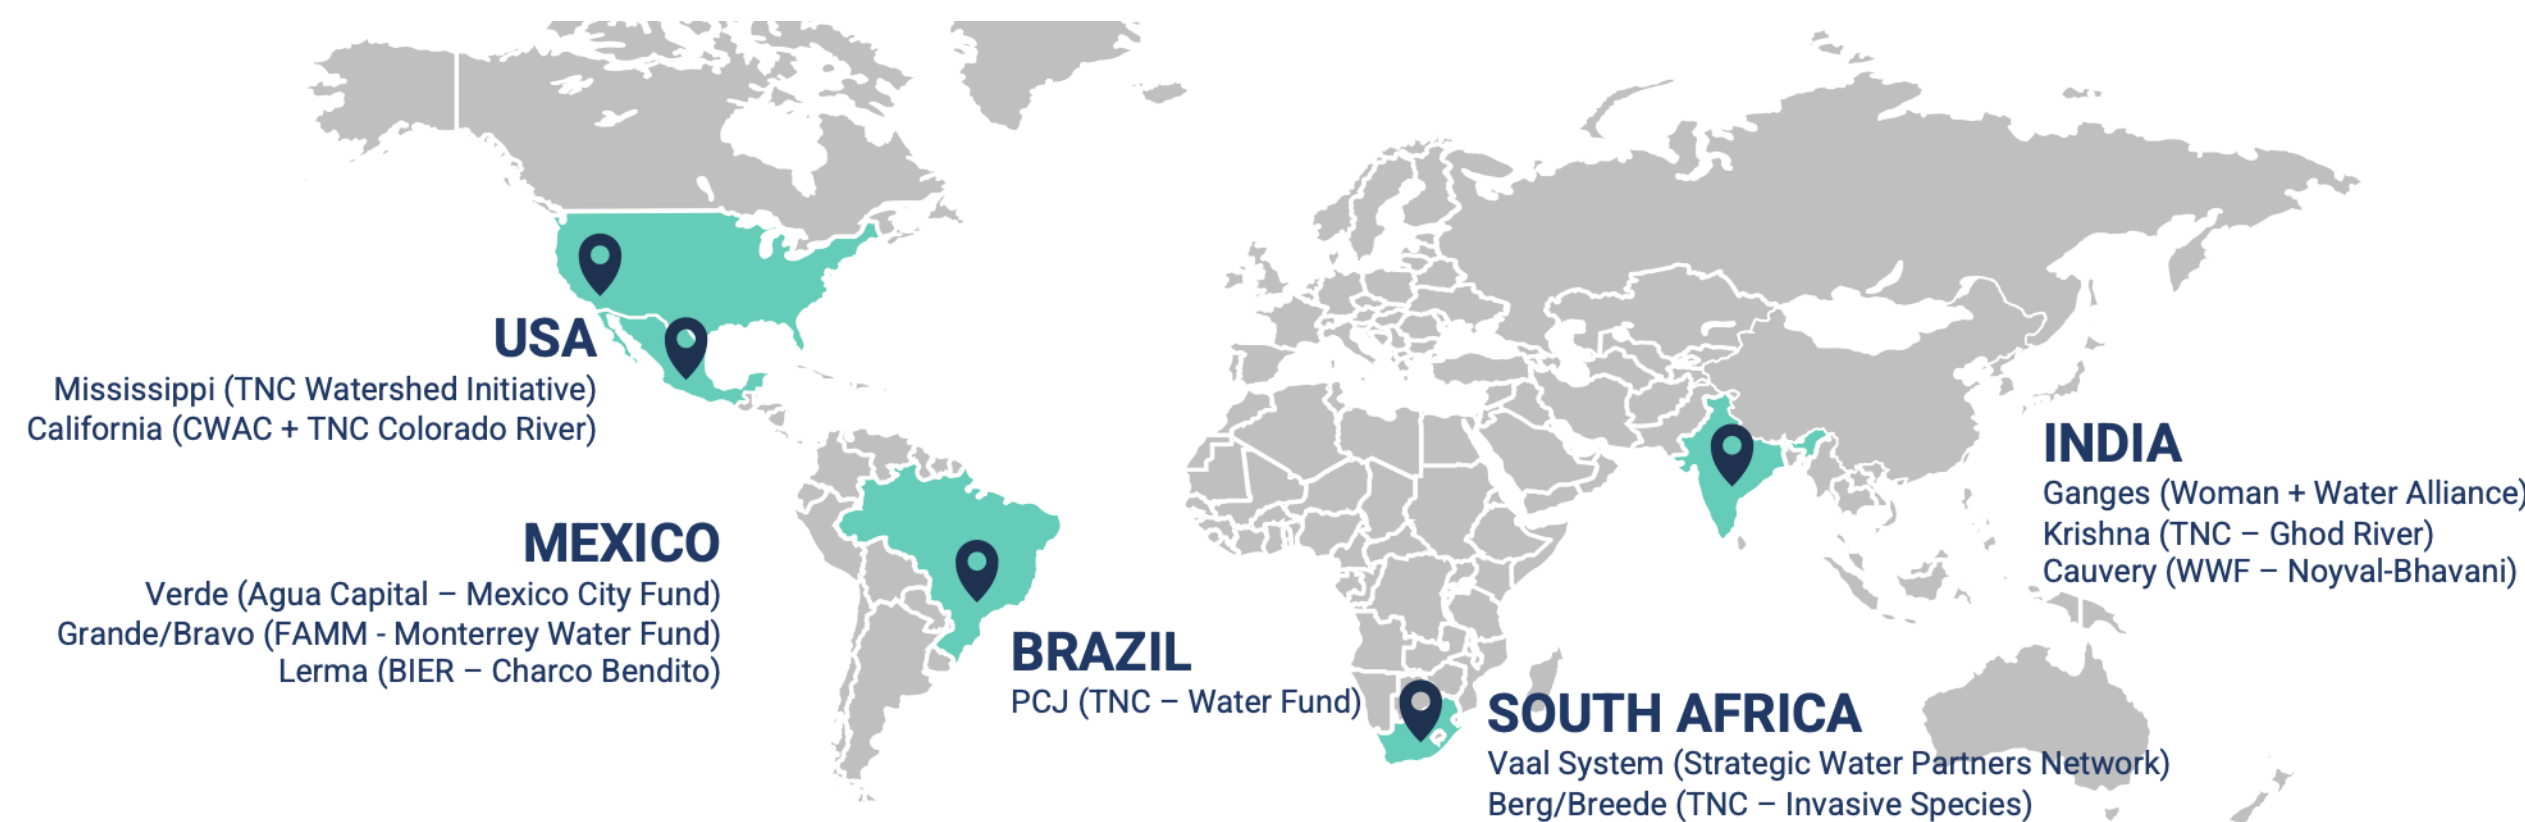 USA
Mississippi (TNC Watershed Initiative)
California (CWAC + TNC Colorado River)
MEXICO
Verde (Agua Capital – Mexico City Fund)
Grande/Bravo (FAMM - Monterrey Water Fund)
Lerma (BIER – Charco Bendito)
BRAZIL
PCJ (TNC – Water Fund)
SOUTH AFRICA
Vaal System (Strategic Water Partners Network)
Berg/Breede (TNC – Invasive Species)
INDIA
Ganges (Woman + Water Alliance)
Krishna (TNC – Ghod River)
Cauvery (WWF – Noyval-Bhavani)